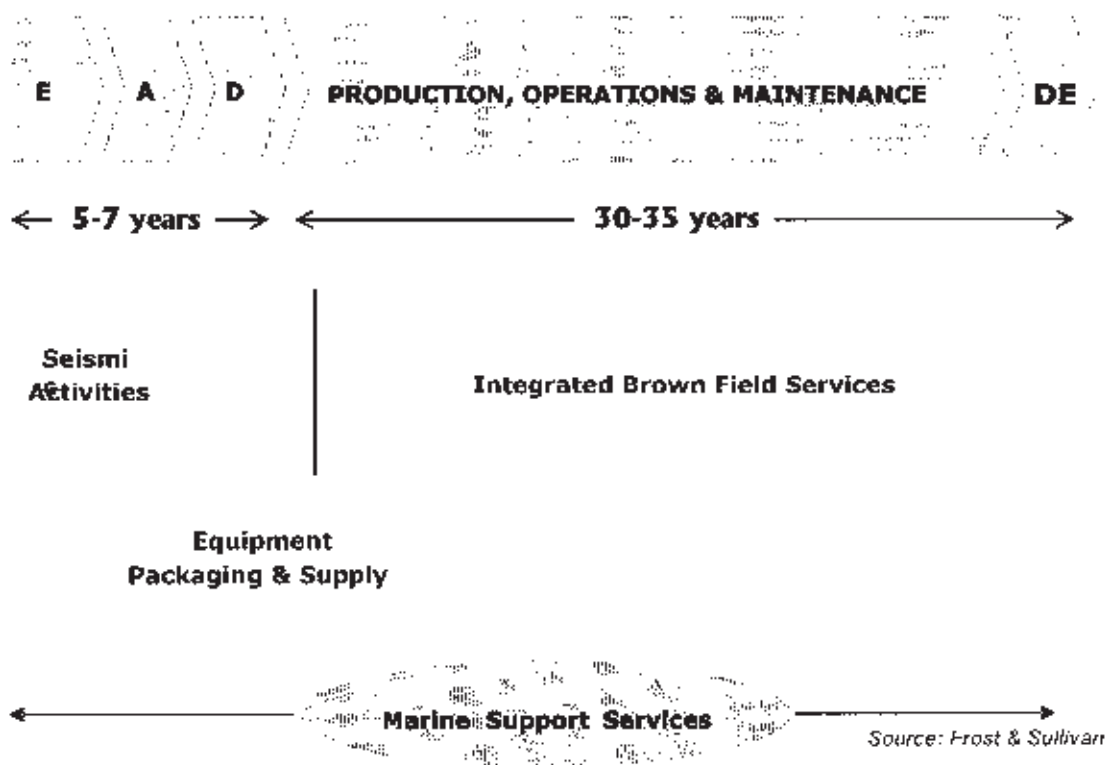 E A D PRODUCTION, OPERATIONS & MAINTENANCE DE
5-7 years 30-35 years
Seismi
c
Activities
Integrated Brown Field Services
Equipment
Packaging & Supply
Marine Support Services
Source: Frost & Sullivan